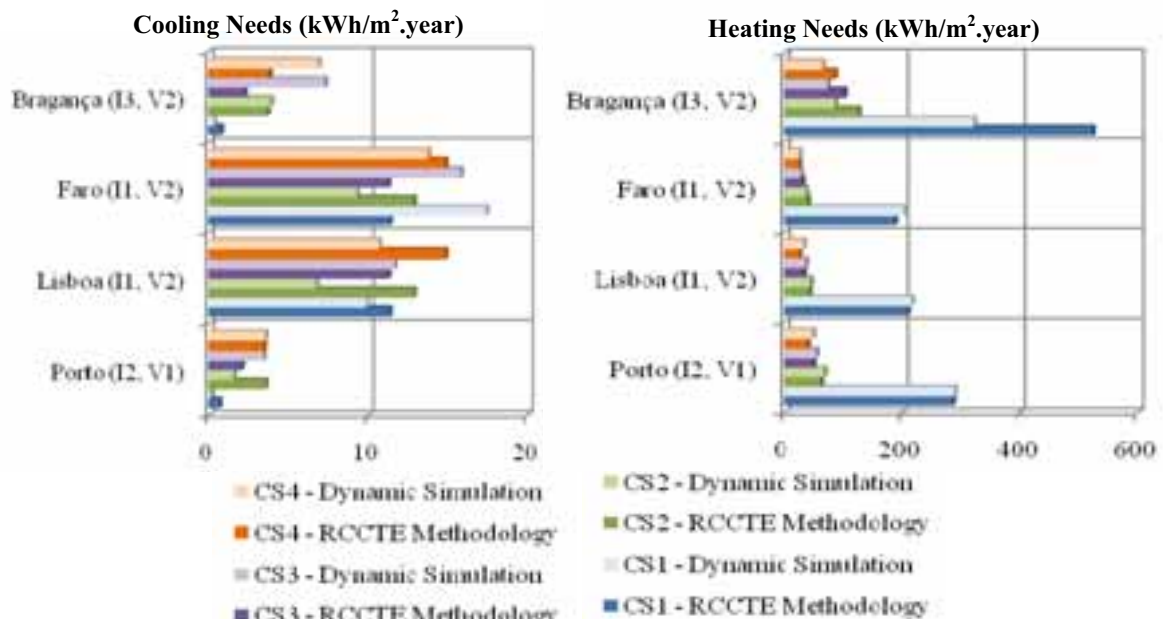 Cooling Needs (kWh/m².year)
Bragança (I3, V2)
Faro (I1, V2)
Lisboa (I1, V2)
Porto (I2, V1)
0 10 20
CS4 - Dynamic Simulation
CS4 - RCCTE Methodology
CS3 - Dynamic Simulation
CS3 - RCCTE Methodology
Heating Needs (kWh/m².year)
Bragança (I3, V2)
Faro (I1, V2)
Lisboa (I1, V2)
Porto (I2, V1)
0 200 400 600
CS2 - Dynamic Simulation
CS2 - RCCTE Methodology
CS1 - Dynamic Simulation
CS1 - RCCTE Methodology